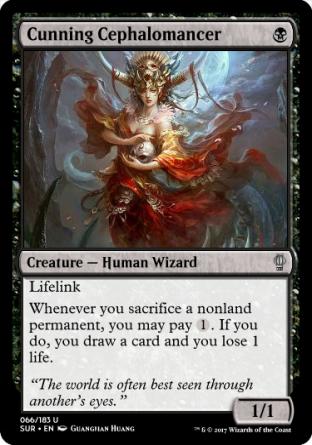 Cunning Cephalomancer
Creature — Human Wizard
Lifelink
Whenever you sacrifice a nonland
permanent, you may pay 1. If you
do, you draw a card and you lose 1
life.
“The world is often best seen through
another's eyes.”
1/1
066/183 U
SUR • EN Guanghan Huang
™ & © 2017 Wizards of the Coast